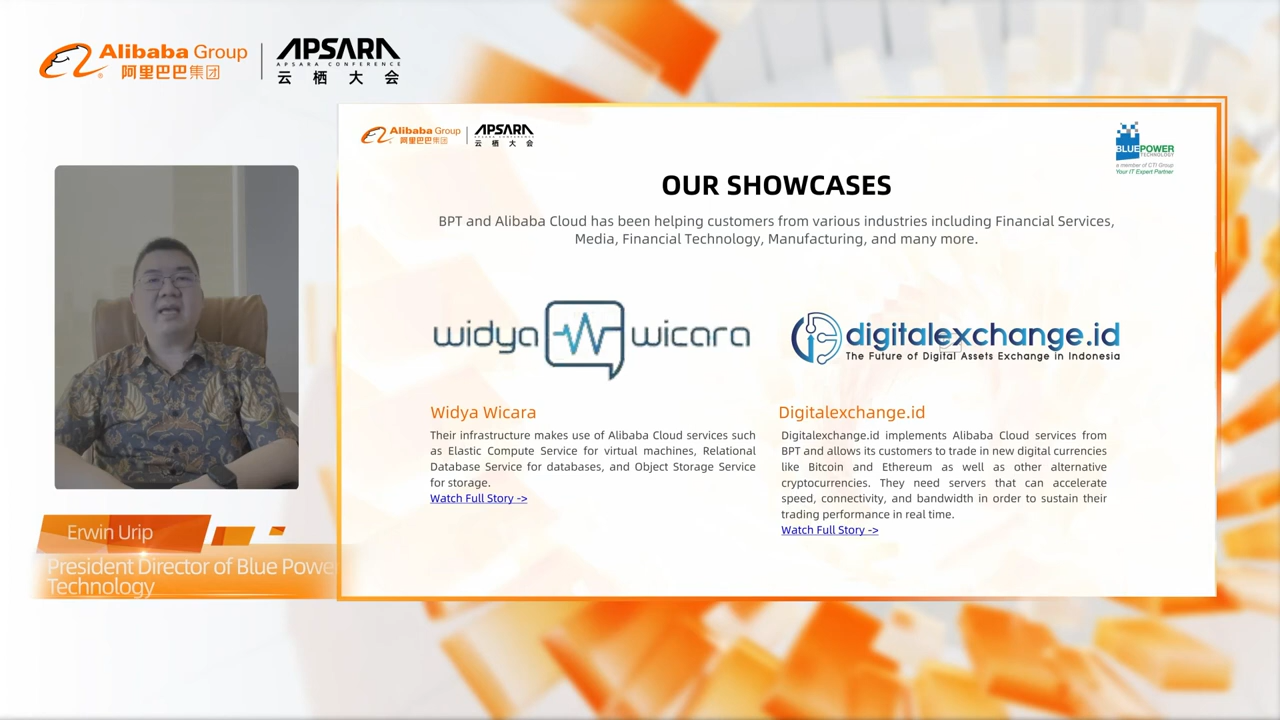 Alibaba Group
阿里巴巴集团
APSARA
APSARA CONFERENCE
云栖大会
Alibaba Group
阿里巴巴集团
APSARA
云栖大会
BLUEPOWER
TECHNOLOGY
a member of CTI Group
Your IT Expert Partner
OUR SHOWCASES
BPT and Alibaba Cloud has been helping customers from various industries including Financial Services,
Media, Financial Technology, Manufacturing, and many more.
widya wicara
digitalexchange.id
The Future of Digital Assets Exchange in Indonesia
Widya Wicara
Their infrastructure makes use of Alibaba Cloud services such
as Elastic Compute Service for virtual machines, Relational
Database Service for databases, and Object Storage Service
for storage.
Watch Full Story ->
Digitalexchange.id
Digitalexchange.id implements Alibaba Cloud services from
BPT and allows its customers to trade in new digital currencies
like Bitcoin and Ethereum as well as other alternative
cryptocurrencies. They need servers that can accelerate
speed, connectivity, and bandwidth in order to sustain their
trading performance in real time.
Watch Full Story ->
Erwin Urip
President Director of Blue Powe
Technology